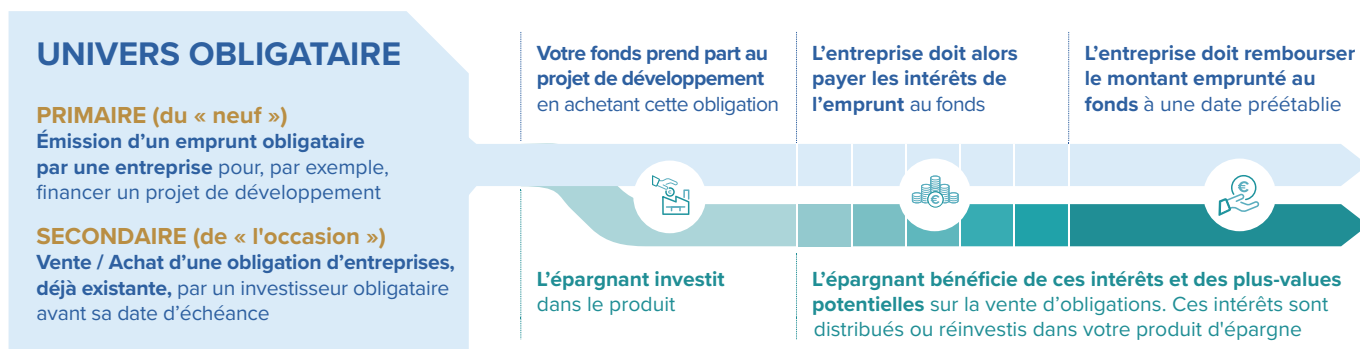 UNIVERS OBLIGATAIRE
PRIMAIRE (du « neuf »)
Émission d’un emprunt obligataire
par une entreprise pour, par exemple,
financer un projet de développement
SECONDAIRE (de « l'occasion »)
Vente / Achat d’une obligation d’entreprises,
déjà existante, par un investisseur obligataire
avant sa date d’échéance
Votre fonds prend part au
projet de développement
en achetant cette obligation
L’entreprise doit alors
payer les intérêts de
l’emprunt au fonds
L’entreprise doit rembourser
le montant emprunté au
fonds à une date préétablie
€
€
L’épargnant investit
dans le produit
L’épargnant bénéficie de ces intérêts et des plus-values
potentielles sur la vente d’obligations. Ces intérêts sont
distribués ou réinvestis dans votre produit d'épargne